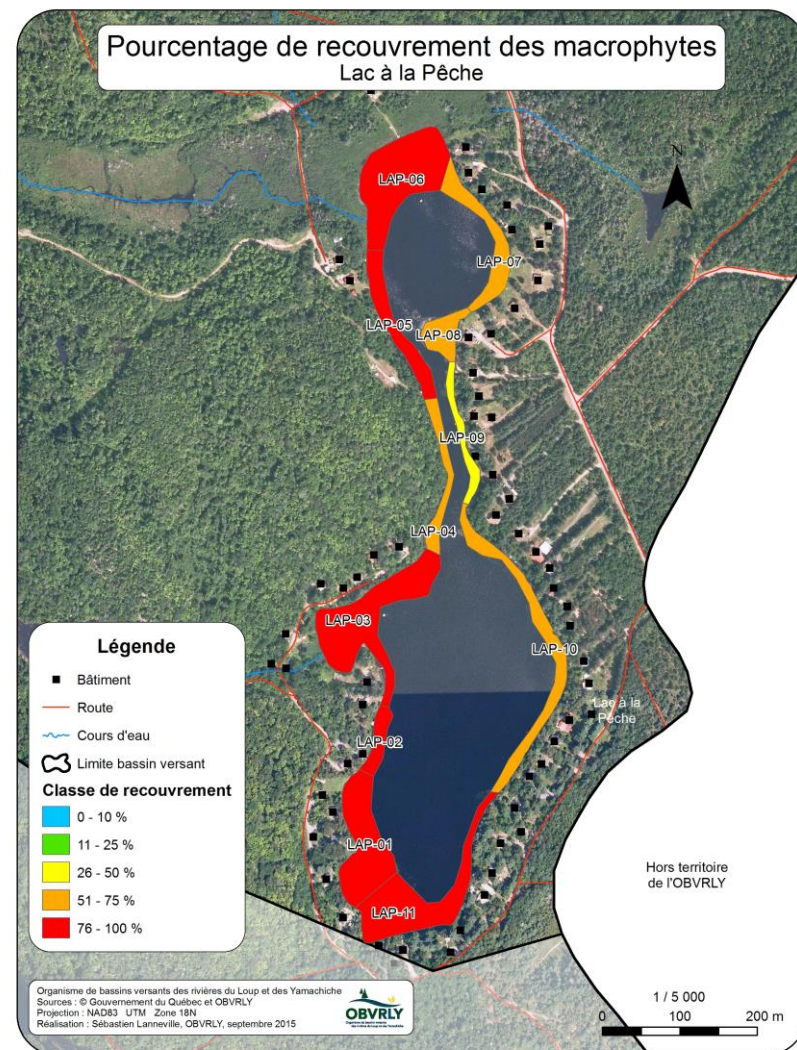 Pourcentage de recouvrement des macrophytes
Lac à la Pêche
N
LAP-06
LAP-07
LAP-05
LAP-08
LAP-09
LAP-04
LAP-03
LAP-10
Lac à la
Pêche
LAP-02
LAP-01
LAP-11
Hors territoire
de l'OBVRLY
Légende
Bâtiment
Route
Cours d'eau
Limite bassin versant
Classe de recouvrement
0 - 10 %
11 - 25 %
26 - 50 %
51 - 75 %
76 - 100 %
Organisme de bassins versants des rivières du Loup et des Yamachiche
Sources : © Gouvernement du Québec et OBVRLY
Projection : NAD83 UTM Zone 18N
Réalisation : Sébastien Lanneville, OBVRLY, septembre 2015
OBVRLY
1 / 5 000
0 100 200 m